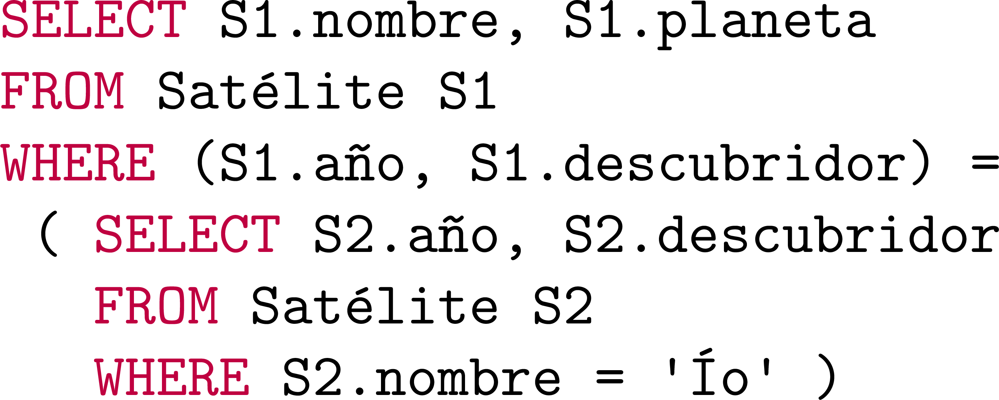 SELECT S1.nombre, S1.planeta
FROM Satélite S1
WHERE (S1.año, S1.descubridor) =
( SELECT S2.año, S2.descubridor
FROM Satélite S2
WHERE S2.nombre = 'Ío' )